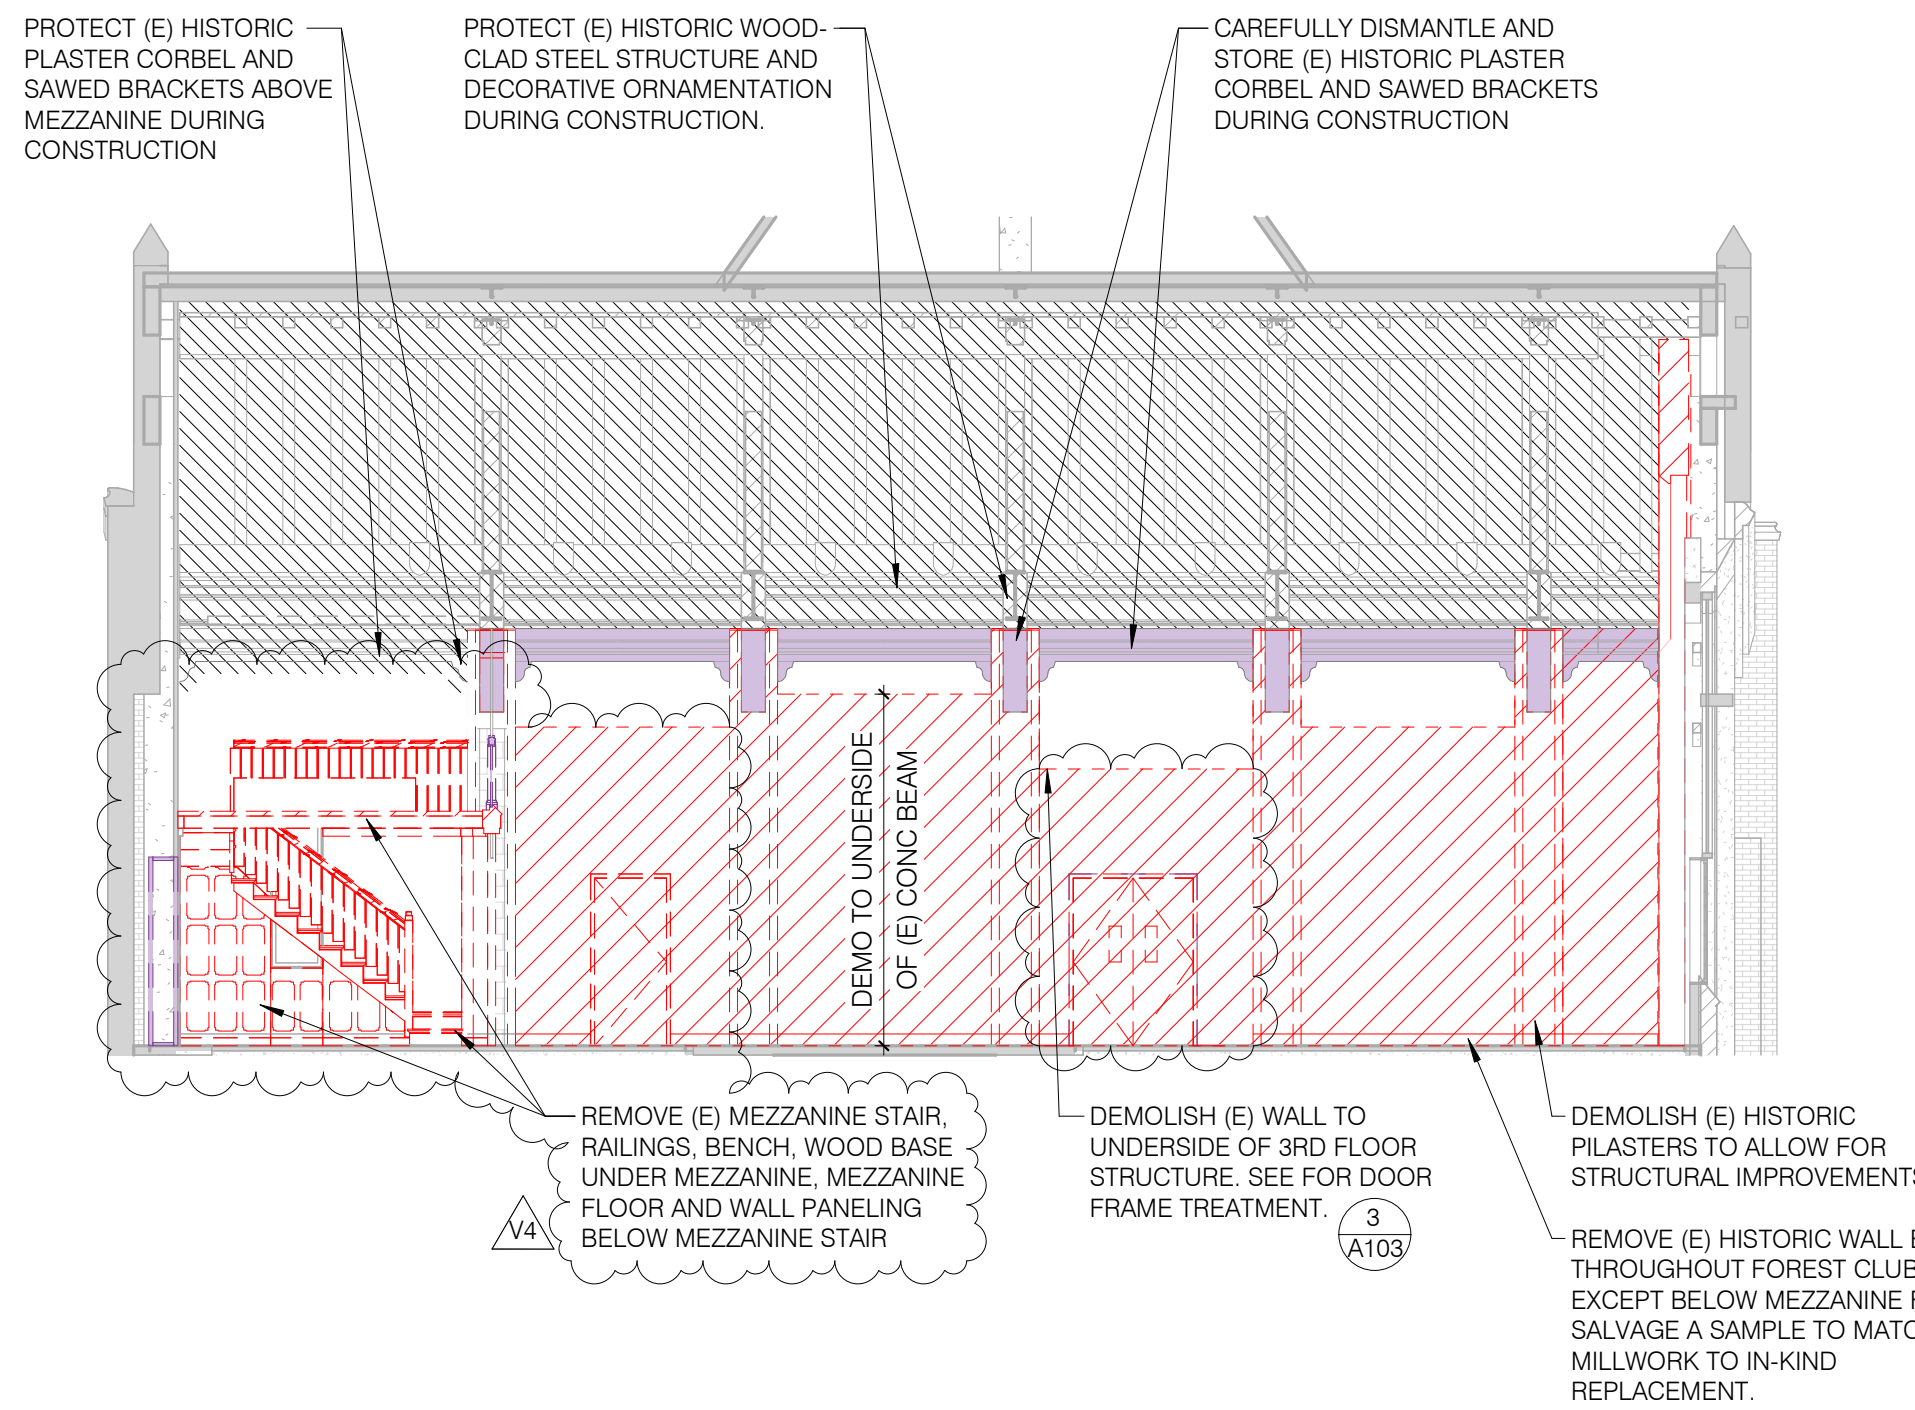 PROTECT (E) HISTORIC
PLASTER CORBEL AND
SAWED BRACKETS ABOVE
MEZZANINE DURING
CONSTRUCTION
PROTECT (E) HISTORIC WOOD-
CLAD STEEL STRUCTURE AND
DECORATIVE ORNAMENTATION
DURING CONSTRUCTION.
CAREFULLY DISMANTLE AND
STORE (E) HISTORIC PLASTER
CORBEL AND SAWED BRACKETS
DURING CONSTRUCTION
DEMO TO UNDERSIDE
OF (E) CONC BEAM
REMOVE (E) MEZZANINE STAIR,
RAILINGS, BENCH, WOOD BASE
UNDER MEZZANINE, MEZZANINE
FLOOR AND WALL PANELING
BELOW MEZZANINE STAIR
V4
DEMOLISH (E) WALL TO
UNDERSIDE OF 3RD FLOOR
STRUCTURE. SEE FOR DOOR
FRAME TREATMENT.
3
A103
DEMOLISH (E) HISTORIC
PILASTERS TO ALLOW FOR
STRUCTURAL IMPROVEMENTS
REMOVE (E) HISTORIC WALL
THROUGHOUT FOREST CLUB
EXCEPT BELOW MEZZANINE
SALVAGE A SAMPLE TO
MILLWORK TO IN-KIND
REPLACEMENT.